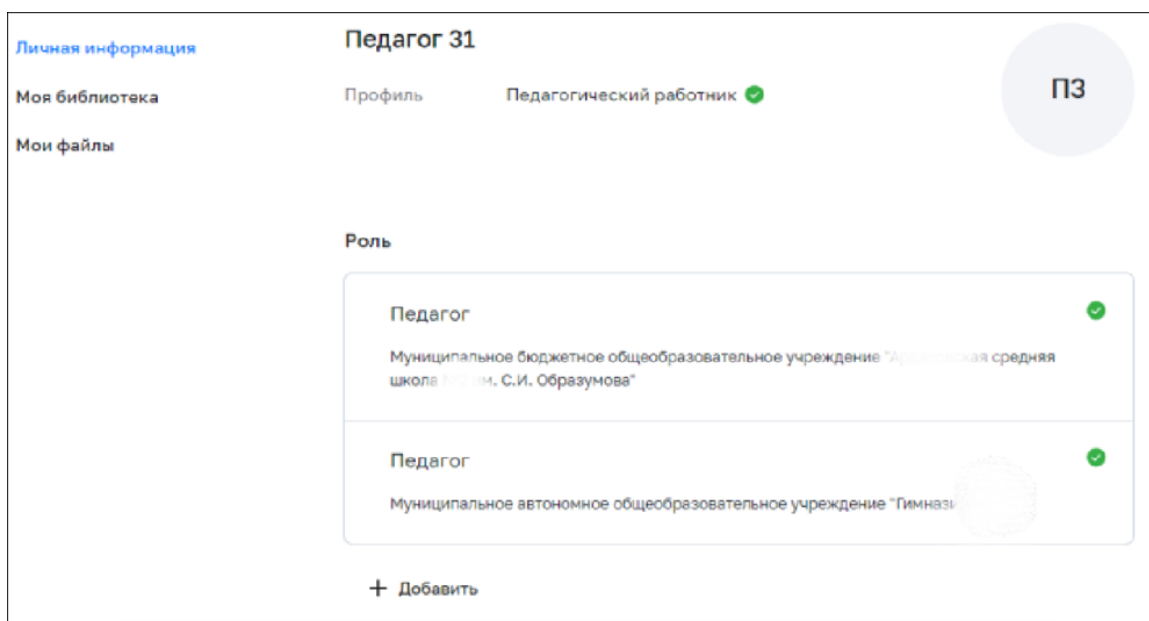 Личная информация
Моя библиотека
Мои файлы
Педагог 31
Профиль Педагогический работник
ПЗ
Роль
Педагог
Муниципальное бюджетное общеобразовательное учреждение " средняя
школа им. С.И. Образумова"
Педагог
Муниципальное автономное общеобразовательное учреждение "
+ Добавить